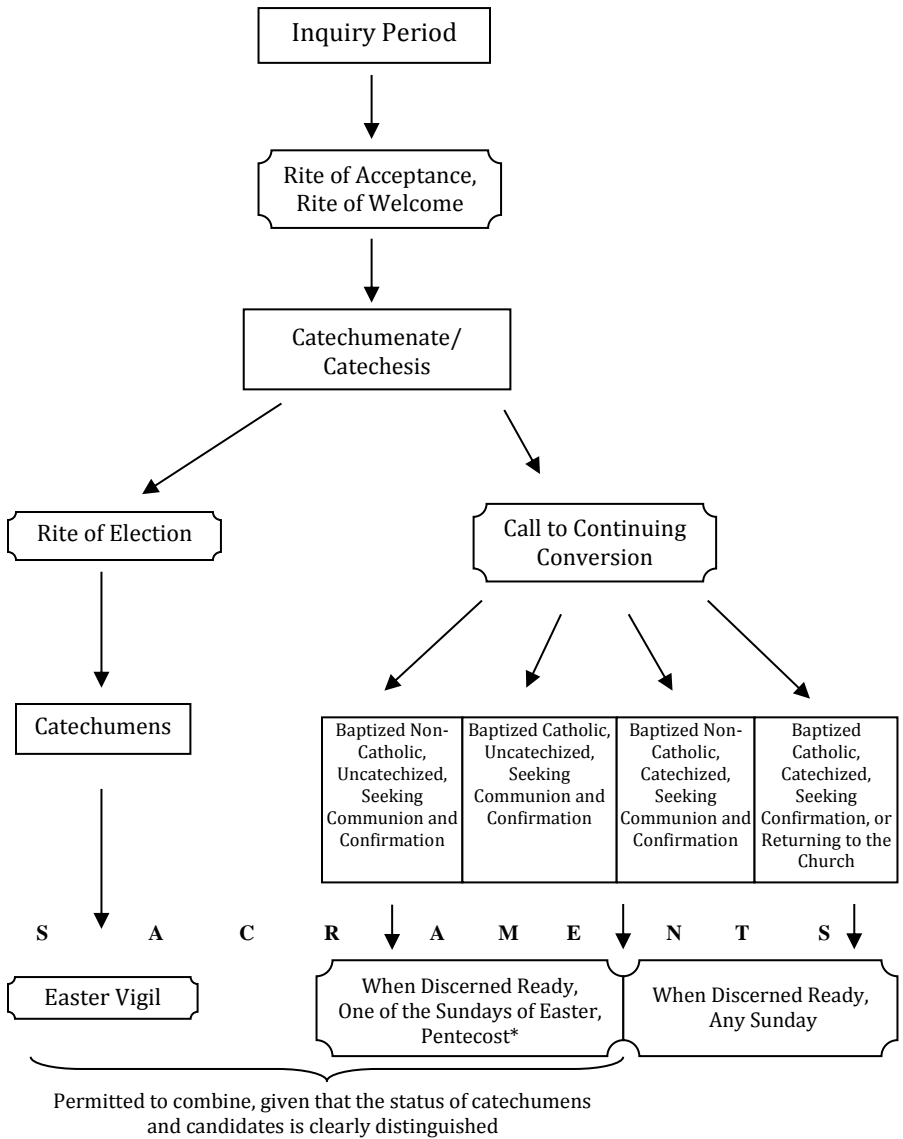 Inquiry Period
Rite of Acceptance,
Rite of Welcome
Catechumenate/
Catechesis
Rite of Election
Call to Continuing
Conversion
Catechumens
Baptized Non-
Catholic,
Uncatechized,
Seeking
Communion and
Confirmation
Baptized Catholic,
Uncatechized,
Seeking
Communion and
Confirmation
Baptized Non-
Catholic,
Catechized,
Seeking
Communion and
Confirmation
Baptized
Catholic,
Catechized,
Seeking
Confirmation, or
Returning to the
Church
S A C R A M E N T S
Easter Vigil
When Discerned Ready,
One of the Sundays of Easter,
Pentecost*
When Discerned Ready,
Any Sunday
Permitted to combine, given that the status of catechumens
and candidates is clearly distinguished